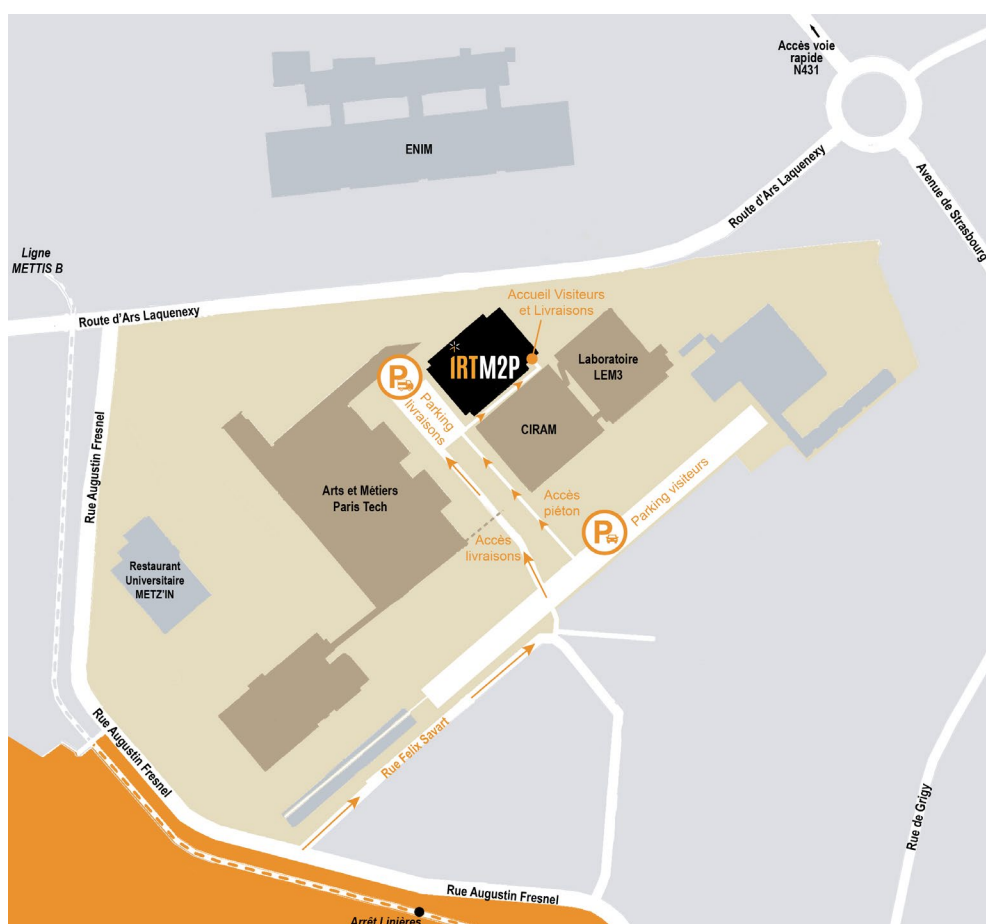 Accès voie
rapide
N431
ENIM
Route d'Ars Laquenexy
Avenue de Strasbourg
Ligne
METTIS B
Route d'Ars Laquenexy
Accueil Visiteurs
et Livraisons
IRTM2P
Laboratoire
LEM3
P
Parking
livraisons
CIRAM
Rue Augustin Fresnel
Arts et Métiers
Paris Tech
Accès
piéton
Parking visiteurs
P
Accès
livraisons
Restaurant
Universitaire
METZ'IN
Rue Augustin Fresnel
Rue Felix Savart
Rue de Grigy
Rue Augustin Fresnel
Arrêt Linières